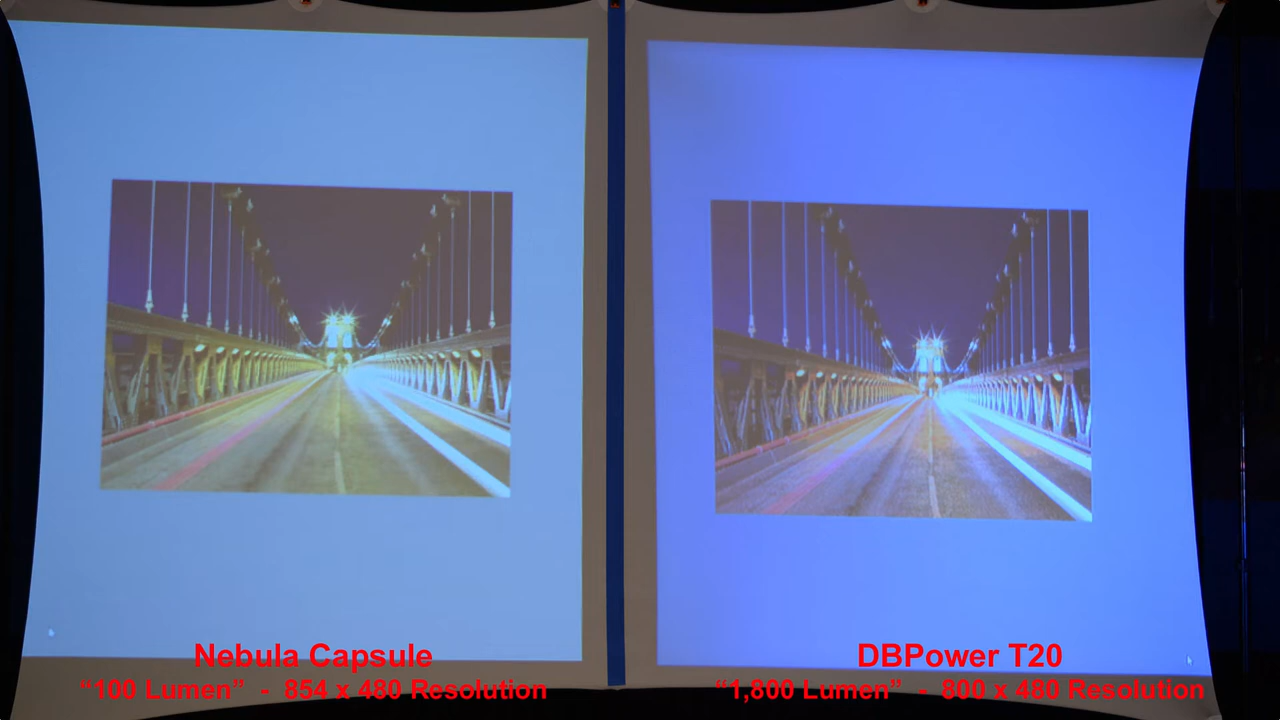 Nebula Capsule
“100 Lumen” - 854 x 480 Resolution
DBPower T20
“1,800 Lumen” - 800 x 480 Resolution